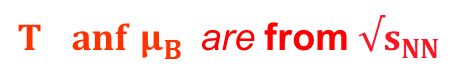 T anf μB are from √sNN